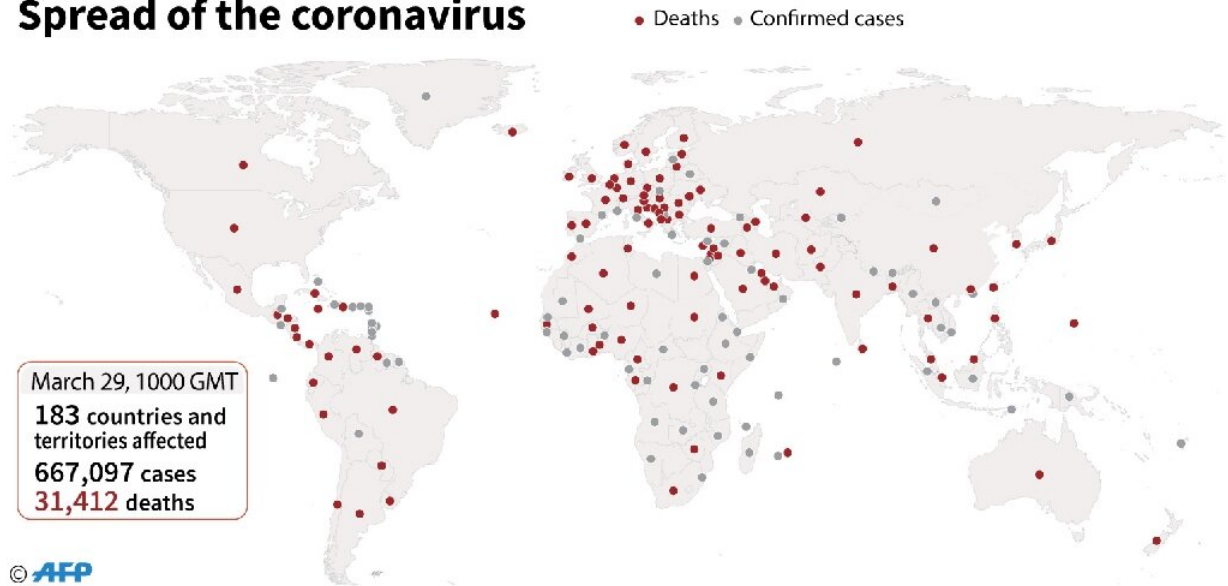 Spread of the coronavirus
Deaths
Confirmed cases
March 29, 1000 GMT
183 countries and
territories affected
667,097 cases
31,412 deaths
© AFP